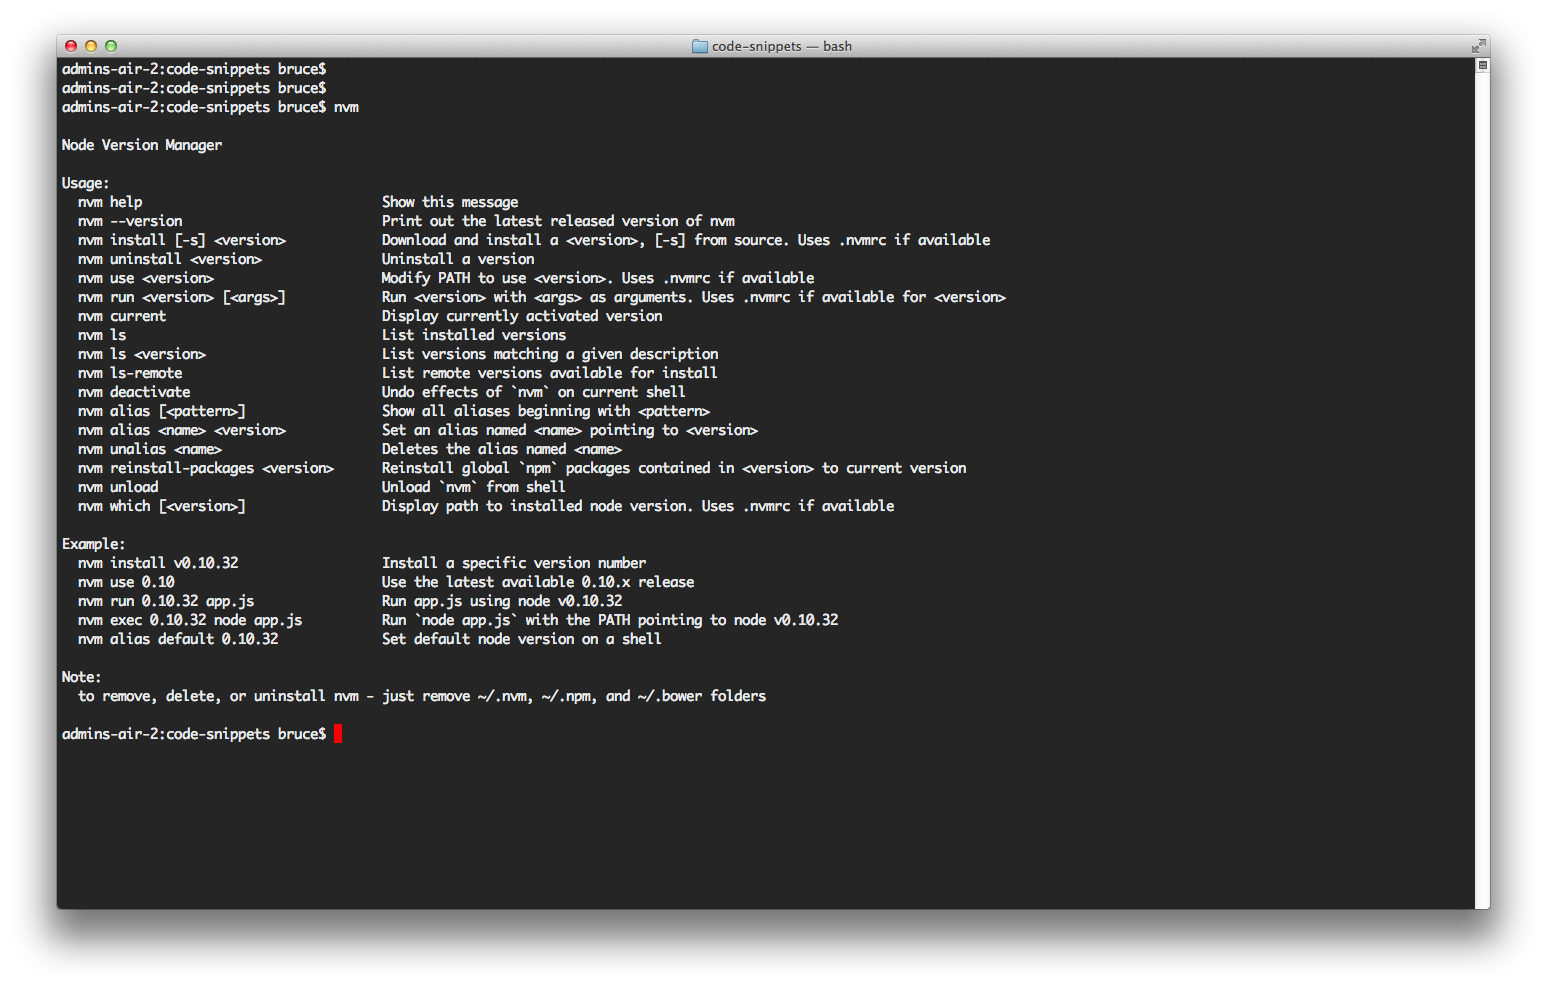 code-snippets — bash
admins-air-2:code-snippets bruce$
admins-air-2:code-snippets bruce$
admins-air-2:code-snippets bruce$ nvm
Node Version Manager
Usage:
nvm help Show this message
nvm --version Print out the latest released version of nvm
nvm install [-s] <version> Download and install a <version>, [-s] from source. Uses .nvmrc if available
nvm uninstall <version> Uninstall a version
nvm use <version> Modify PATH to use <version>. Uses .nvmrc if available
nvm run <version> [<args>] Run <version> with <args> as arguments. Uses .nvmrc if available for <version>
nvm current Display currently activated version
nvm ls List installed versions
nvm ls <version> List versions matching a given description
nvm ls-remote List remote versions available for install
nvm deactivate Undo effects of `nvm` on current shell
nvm alias [<pattern>] Show all aliases beginning with <pattern>
nvm alias <name> <version> Set an alias named <name> pointing to <version>
nvm unalias <name> Deletes the alias named <name>
nvm reinstall-packages <version> Reinstall global `npm` packages contained in <version> to current version
nvm unload Unload `nvm` from shell
nvm which [<version>] Display path to installed node version. Uses .nvmrc if available
Example:
nvm install v0.10.32 Install a specific version number
nvm use 0.10 Use the latest available 0.10.x release
nvm run 0.10.32 app.js Run app.js using node v0.10.32
nvm exec 0.10.32 node app.js Run `node app.js` with the PATH pointing to node v0.10.32
nvm alias default 0.10.32 Set default node version on a shell
Note:
to remove, delete, or uninstall nvm - just remove ~/.nvm, ~/.npm, and ~/.bower folders
admins-air-2:code-snippets bruce$